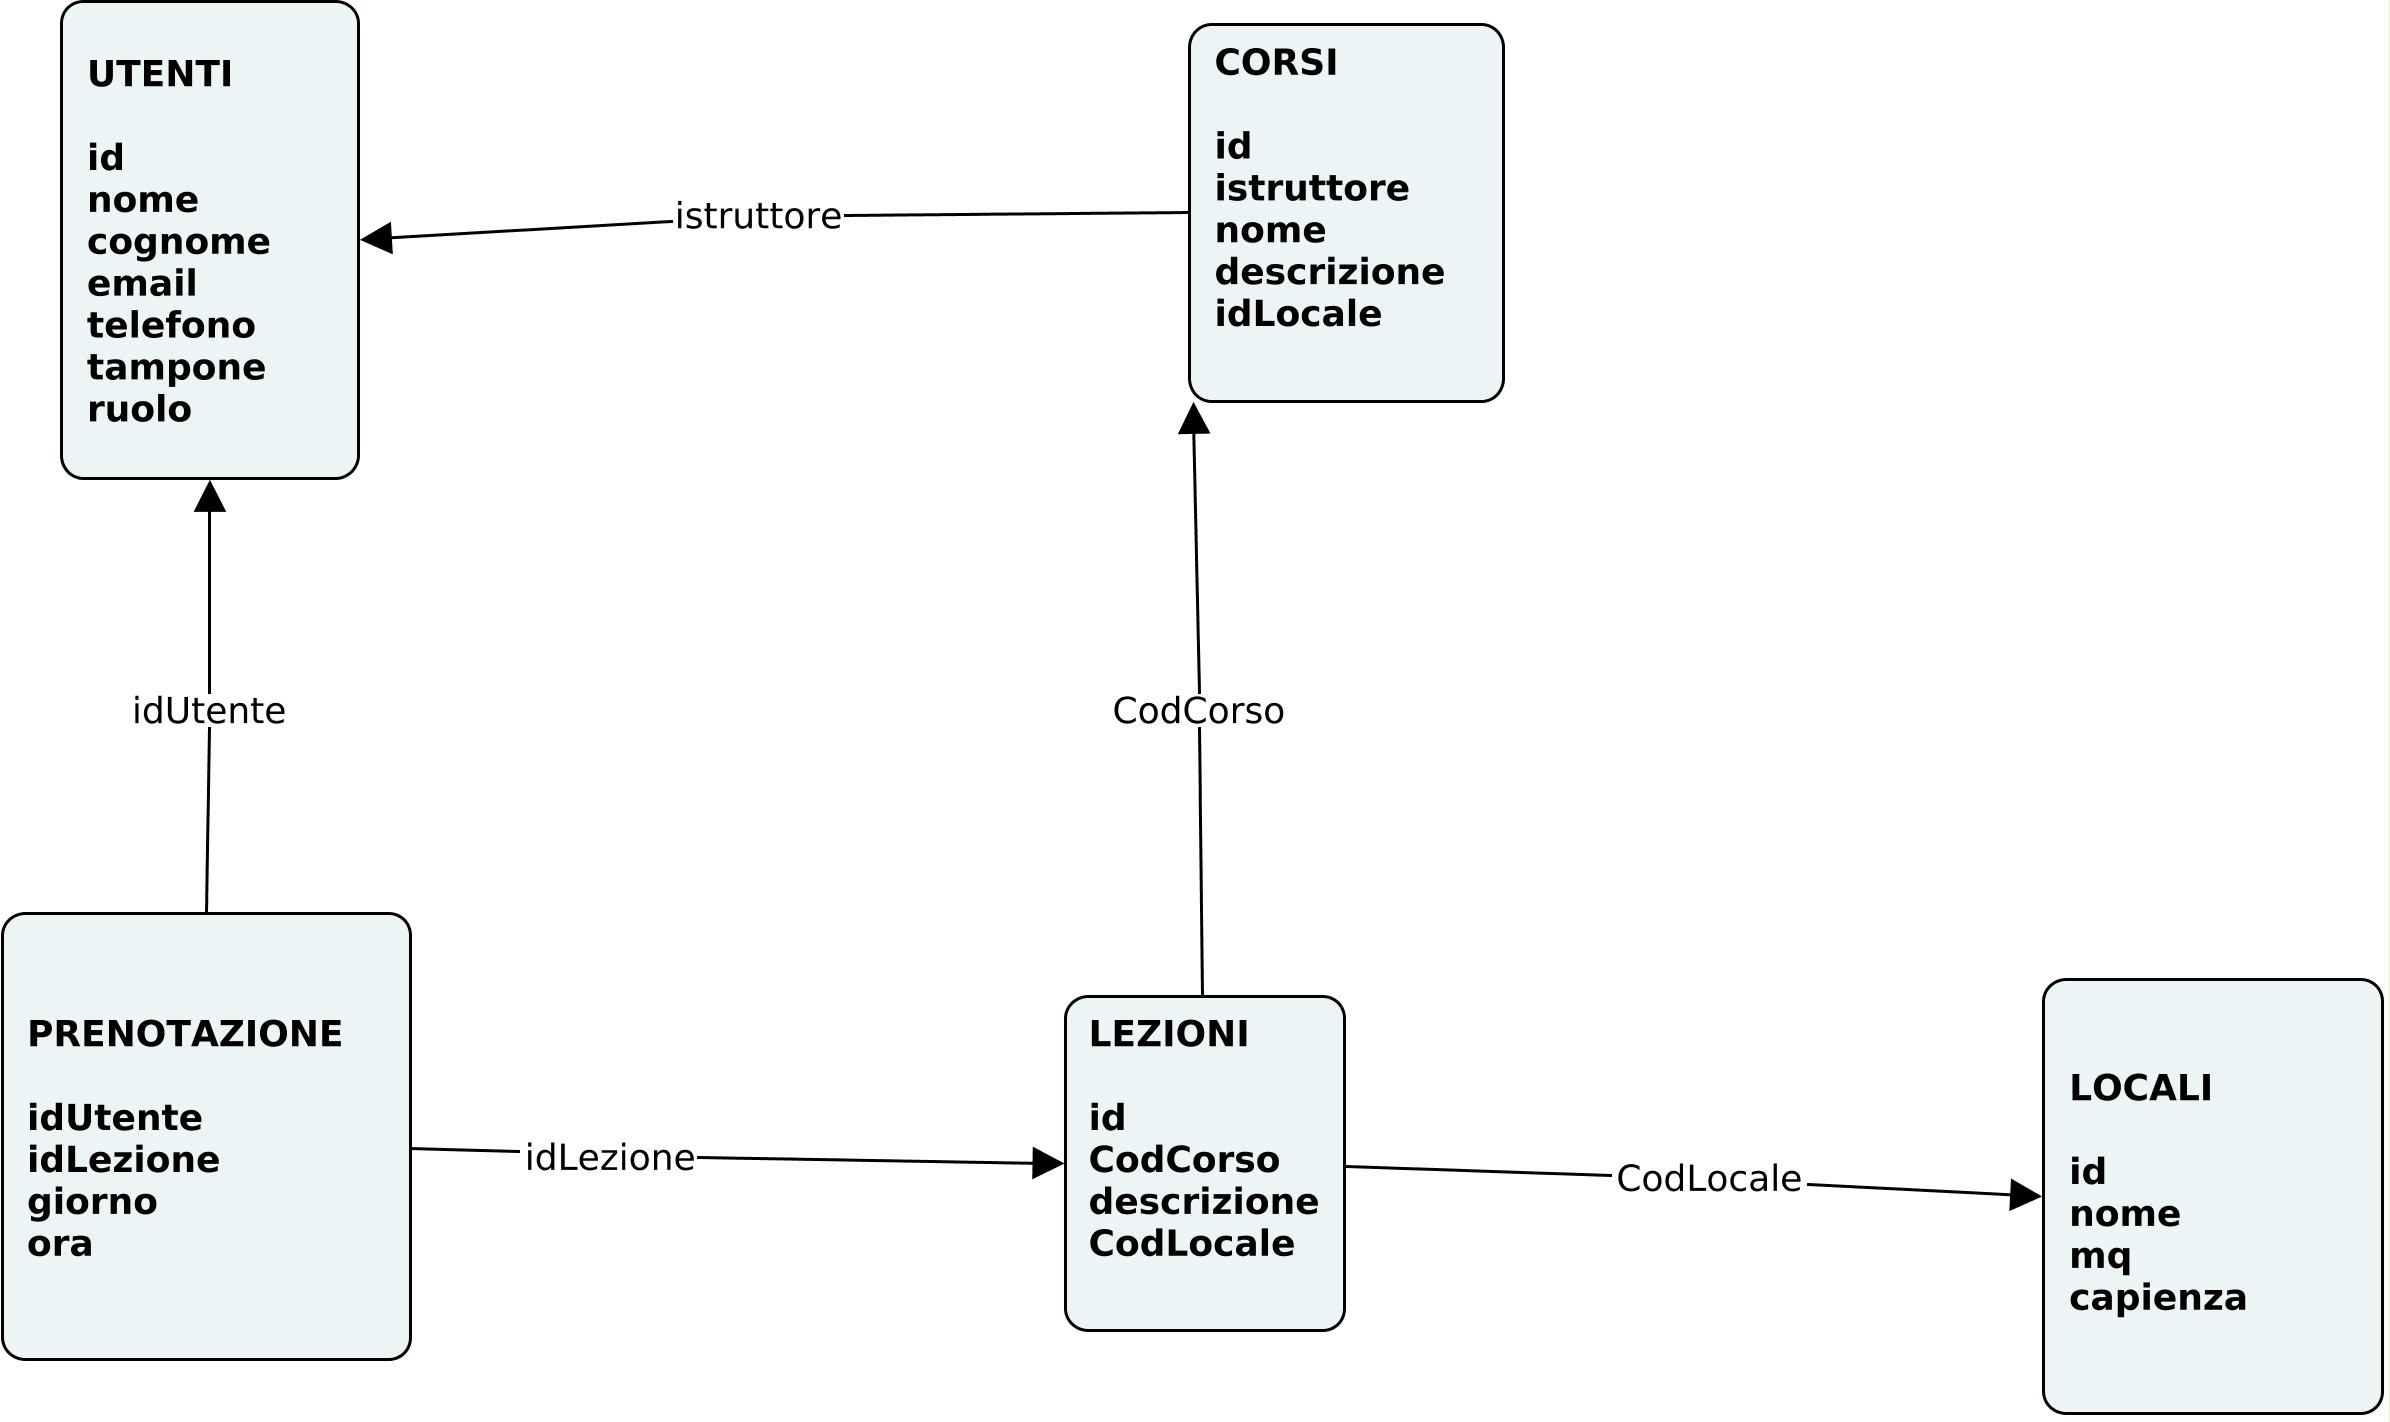 UTENTI
id
nome
cognome
email
telefono
tampone
ruolo
istruttore
CORSI
id
istruttore
nome
descrizione
idLocale
idUtente
CodCorso
PRENOTAZIONE
idUtente
idLezione
giorno
ora
idLezione
LEZIONI
id
CodCorso
descrizione
CodLocale
CodLocale
LOCALI
id
nome
mq
capienza